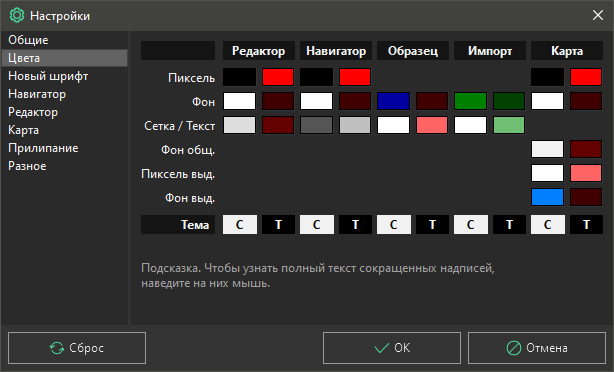 Настройки
Общие
Цвета
Новый шрифт
Навигатор
Редактор
Карта
Прилипание
Разное
Редактор Навигатор Образец Импорт Карта
Пиксель
Фон
Сетка / Текст
Фон общ.
Пиксель выд.
Фон выд.
Тема С Т С Т С Т С Т С Т
Подсказка. Чтобы узнать полный текст сокращенных надписей,
наведите на них мышь.
Сброс ОК Отмена